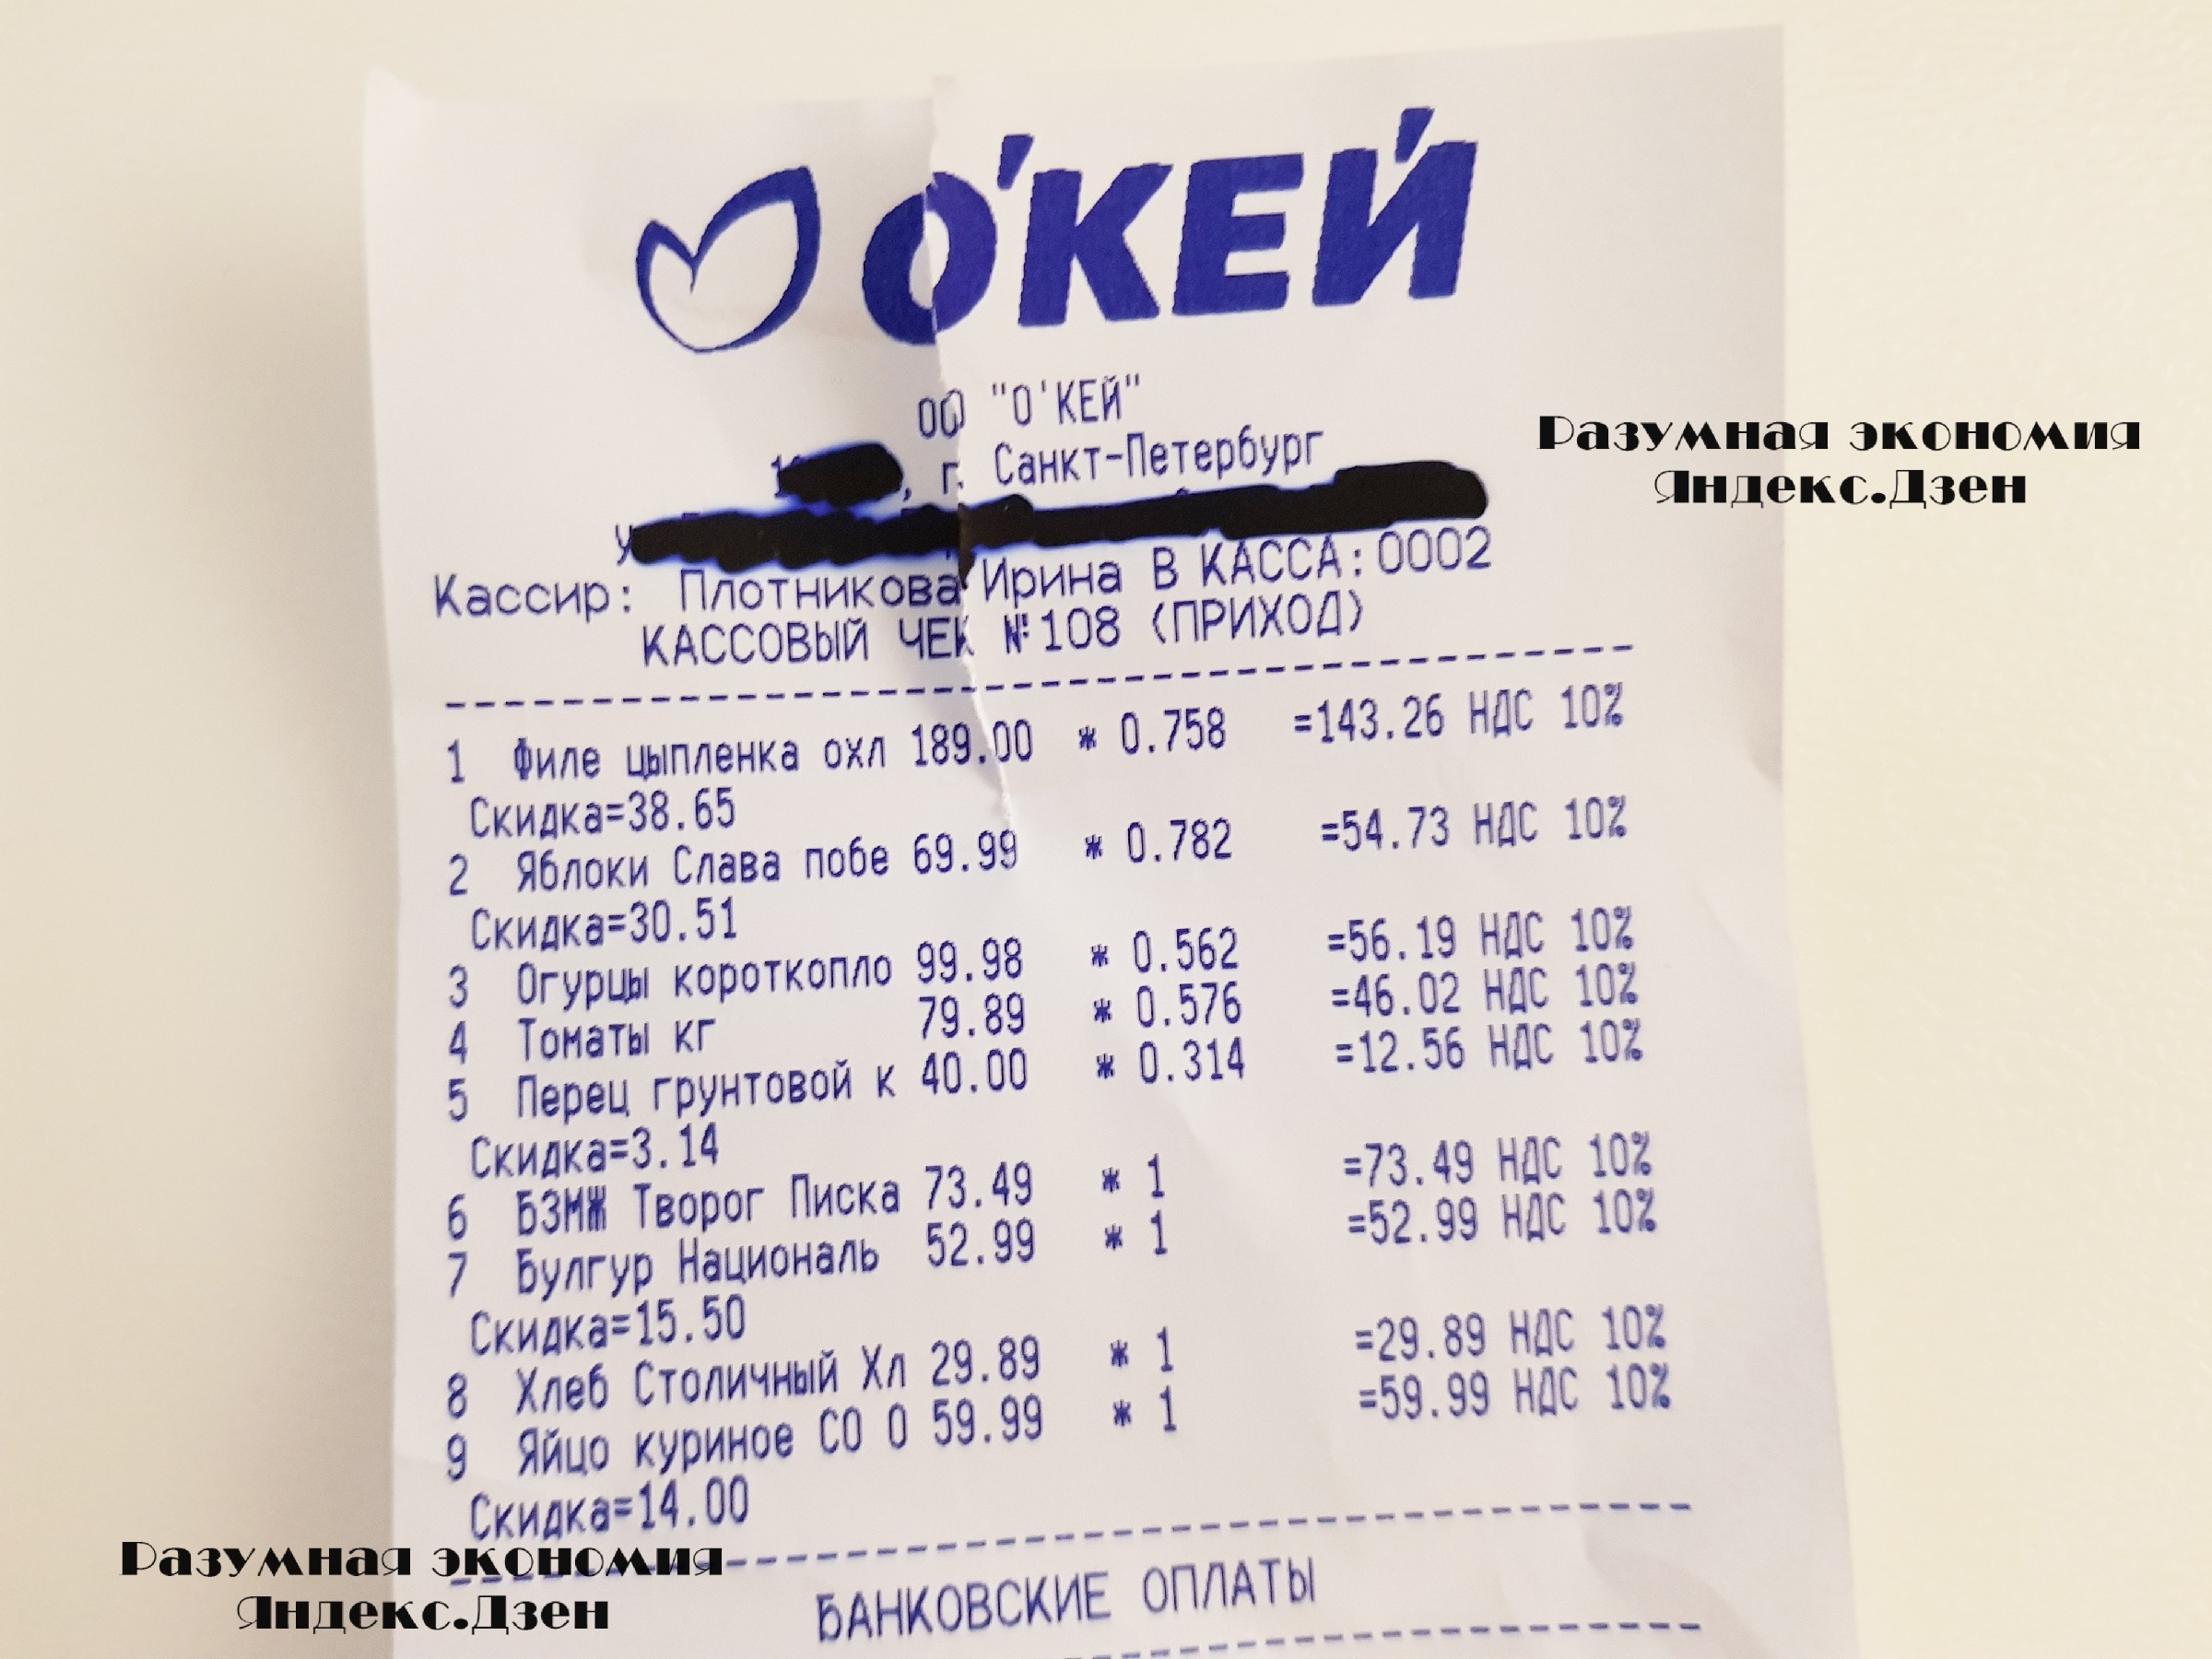 О'КЕЙ
ОО "О'КЕЙ"
, г. Санкт-Петербург
Разумная экономия
Яндекс.Дзен
Кассир: Плотникова Ирина В КАССА:0002
КАССОВЫЙ ЧЕК №108 (ПРИХОД)
1 Филе цыпленка охл 189.00 * 0.758 =143.26 НДС 10%
Скидка=38.65
2 Яблоки Слава побе 69.99 * 0.782 =54.73 НДС 10%
Скидка=30.51
3 Огурцы короткопло 99.98 * 0.562 =56.19 НДС 10%
4 Томаты кг 79.89 * 0.576 =46.02 НДС 10%
5 Перец грунтовой к 40.00 * 0.314 =12.56 НДС 10%
Скидка=3.14
6 БЗМЖ Творог Писка 73.49 * 1 =73.49 НДС 10%
7 Булгур Националь 52.99 * 1 =52.99 НДС 10%
Скидка=15.50
8 Хлеб Столичный Хл 29.89 * 1 =29.89 НДС 10%
9 Яйцо куриное СО О 59.99 * 1 =59.99 НДС 10%
Скидка=14.00
Разумная экономия
Яндекс.Дзен
БАНКОВСКИЕ ОПЛАТЫ